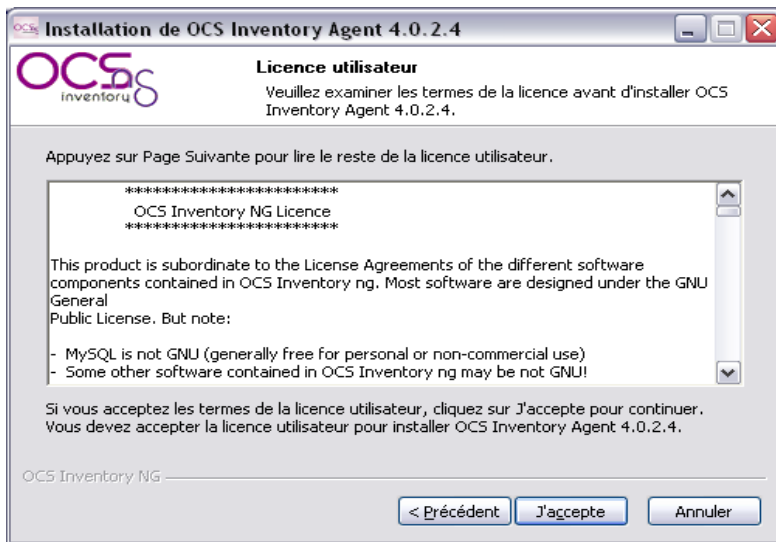 Installation de OCS Inventory Agent 4.0.2.4
OCSng
inventory
Licence utilisateur
Veuillez examiner les termes de la licence avant d'installer OCS
Inventory Agent 4.0.2.4.
Appuyez sur Page Suivante pour lire le reste de la licence utilisateur.
************************
OCS Inventory NG Licence
************************
This product is subordinate to the License Agreements of the different software
components contained in OCS Inventory ng. Most software are designed under the GNU
General
Public License. But note:
- MySQL is not GNU (generally free for personal or non-commercial use)
- Some other software contained in OCS Inventory ng may be not GNU!
Si vous acceptez les termes de la licence utilisateur, cliquez sur J'accepte pour continuer.
Vous devez accepter la licence utilisateur pour installer OCS Inventory Agent 4.0.2.4.
OCS Inventory NG
< Précédent
J'accepte
Annuler